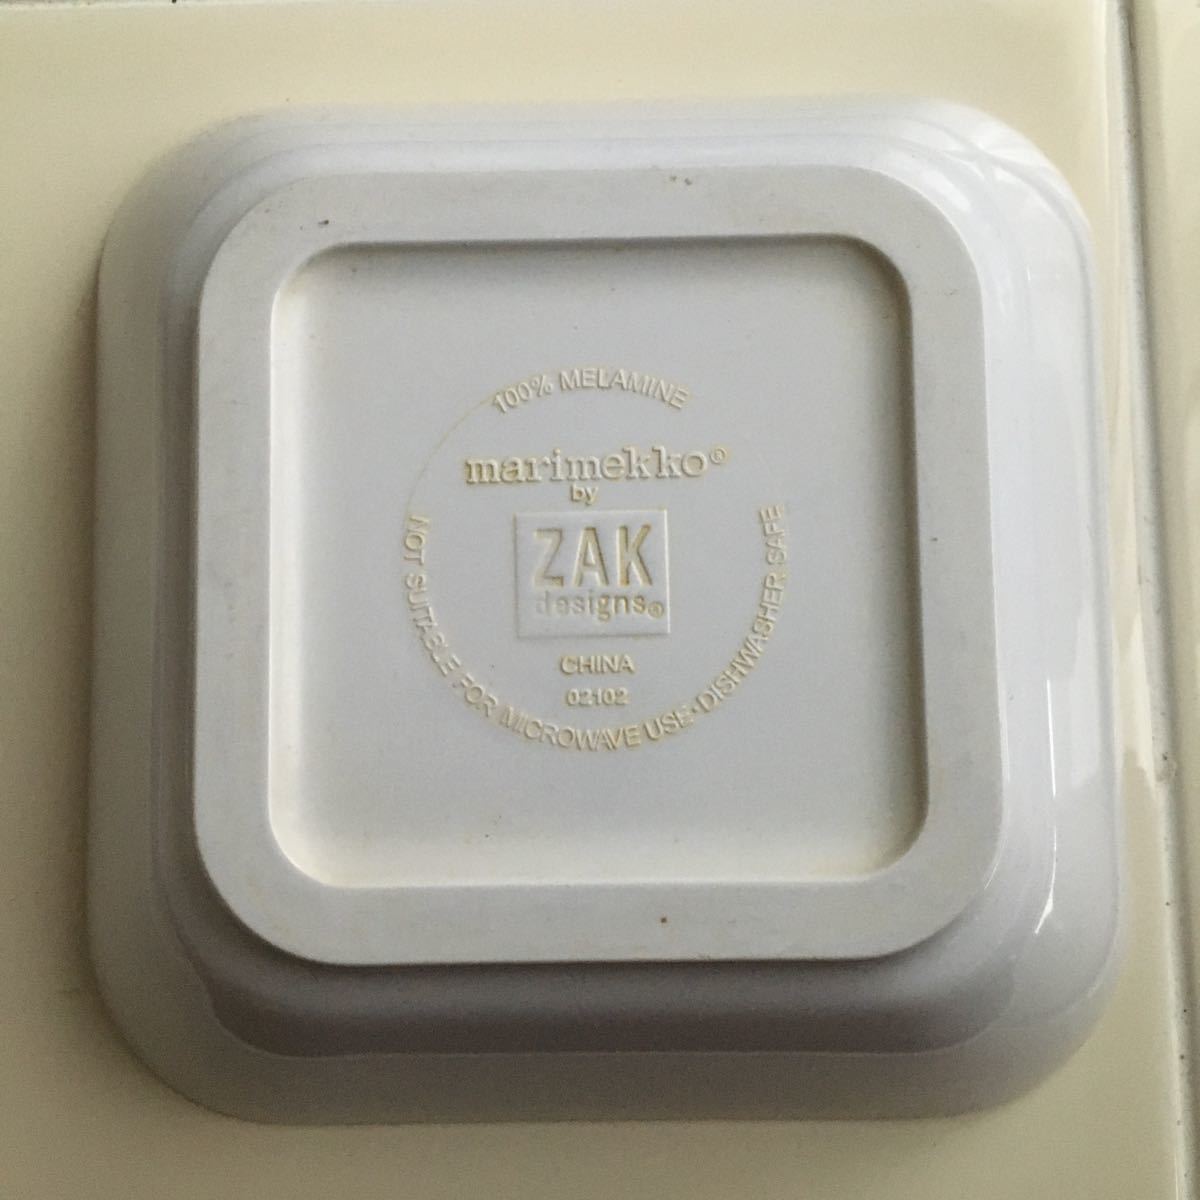 100% MELAMINE
marimekko®
by
ZAK
designs®
CHINA
02102
NOT SUITABLE FOR MICROWAVE USE·DISHWASHER SAFE